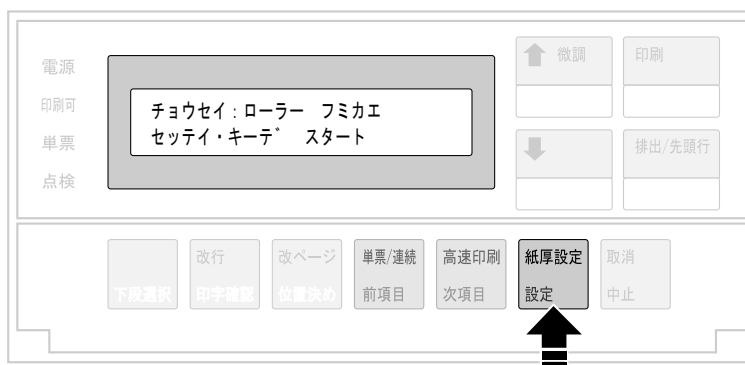 電源
印刷可
単票
点検
チョウセイ:ローラー フミカエ
セッテイ・キーデ゛ スタート
微調
印刷
排出/先頭行
下段選択
改行
印字確認
改ページ
位置決め
単票/連続
前項目
高速印刷
次項目
紙厚設定
設定
取消
中止